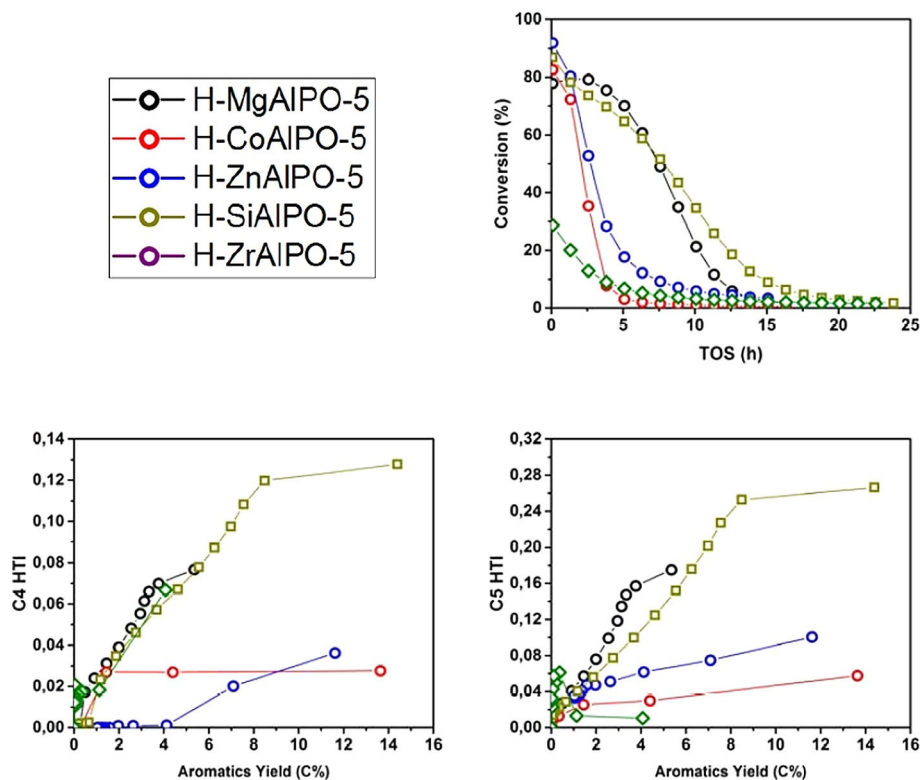 H-MgAlPO-5
H-CoAlPO-5
H-ZnAlPO-5
H-SiAlPO-5
H-ZrAlPO-5
100
80
60
40
20
0
Conversion (%)
0 5 10 15 20 25
TOS (h)
0,14
0,12
0,10
0,08
0,06
0,04
0,02
0,00
C4 HTI
0 2 4 6 8 10 12 14 16
Aromatics Yield (C%)
0,32
0,28
0,24
0,20
0,16
0,12
0,08
0,04
0,00
C5 HTI
0 2 4 6 8 10 12 14 16
Aromatics Yield (C%)